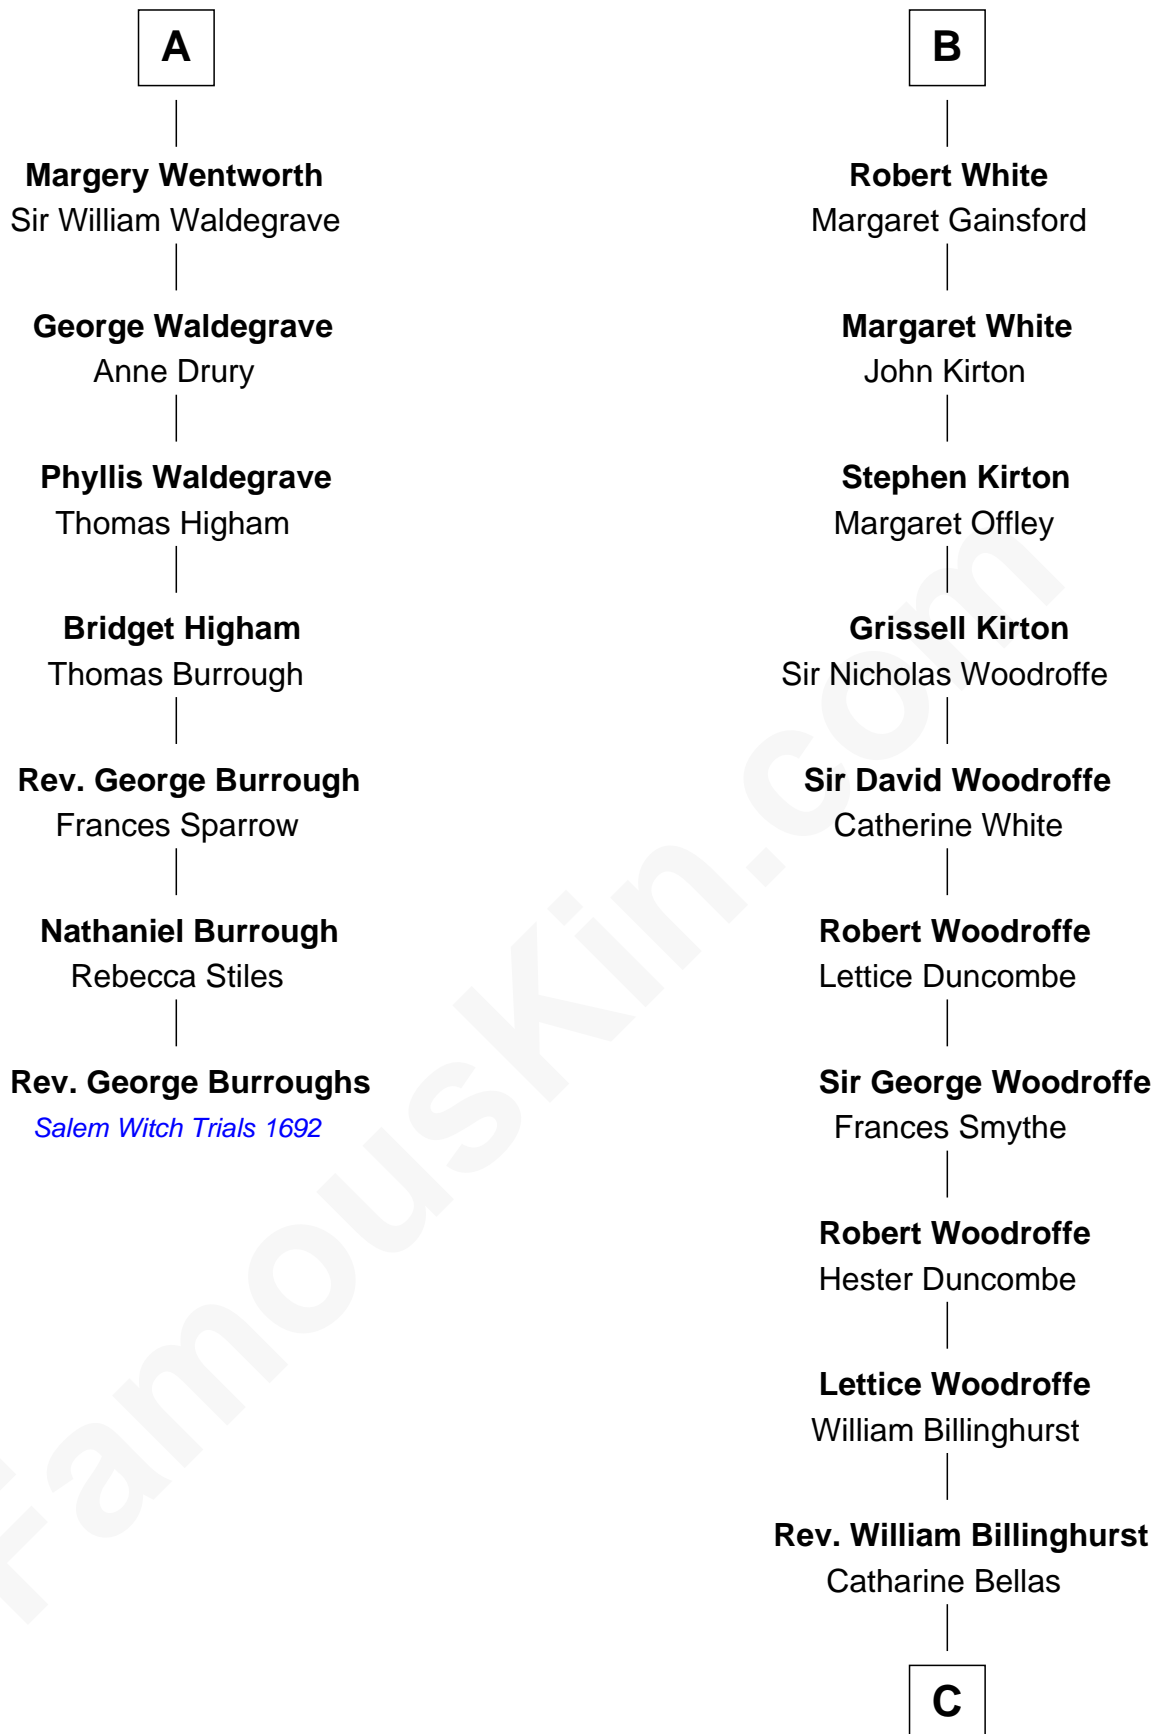 A
Margery Wentworth
Sir William Waldegrave
George Waldegrave
Anne Drury
Phyllis Waldegrave
Thomas Higham
Bridget Higham
Thomas Burrough
Rev. George Burrough
Frances Sparrow
Nathaniel Burrough
Rebecca Stiles
Rev. George Burroughs
Salem Witch Trials 1692
B
Robert White
Margaret Gainsford
Margaret White
John Kirton
Stephen Kirton
Margaret Offley
Grissell Kirton
Sir Nicholas Woodroffe
Sir David Woodroffe
Catherine White
Robert Woodroffe
Lettice Duncombe
Sir George Woodroffe
Frances Smythe
Robert Woodroffe
Hester Duncombe
Lettice Woodroffe
William Billinghurst
Rev. William Billinghurst
Catharine Bellas
C
FamousKin.com